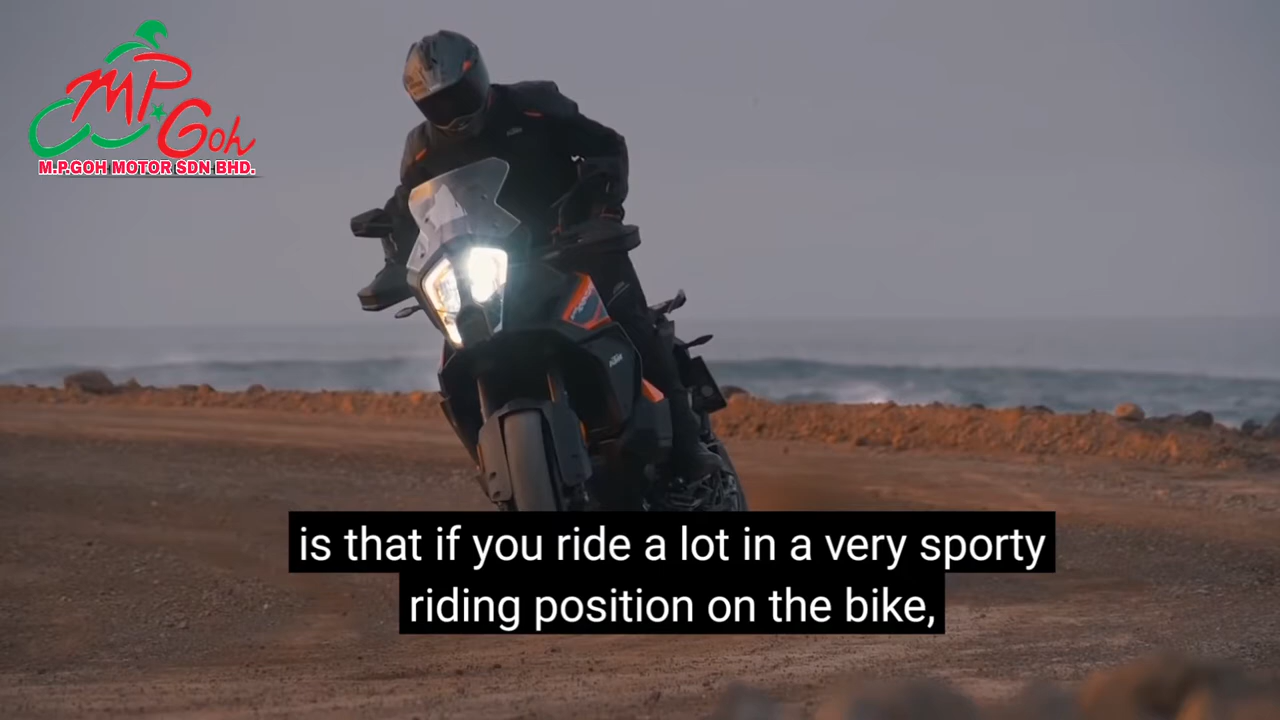 MP
Goh
M.P.GOH MOTOR SDN BHD.
KTM
is that if you ride a lot in a very sporty
riding position on the bike,